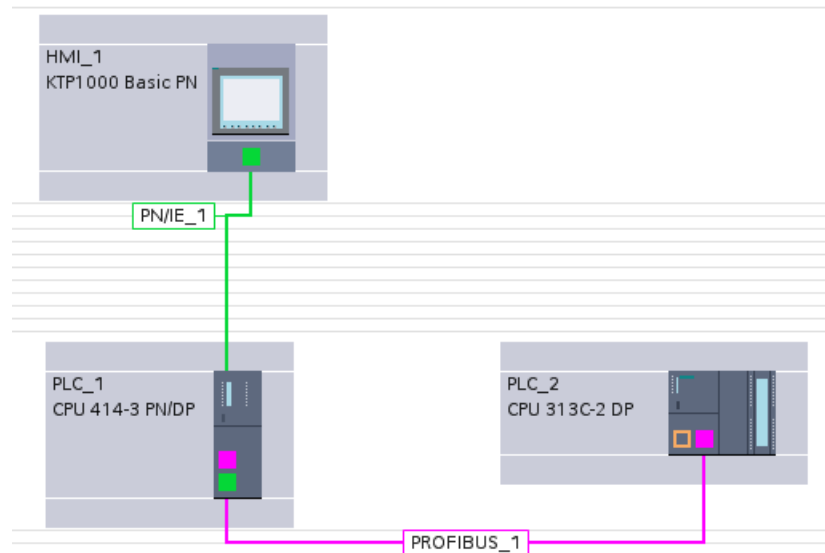 HMI_1
KTP1000 Basic PN
PN/IE_1
PLC_1
CPU 414-3 PN/DP
PLC_2
CPU 313C-2 DP
PROFIBUS_1